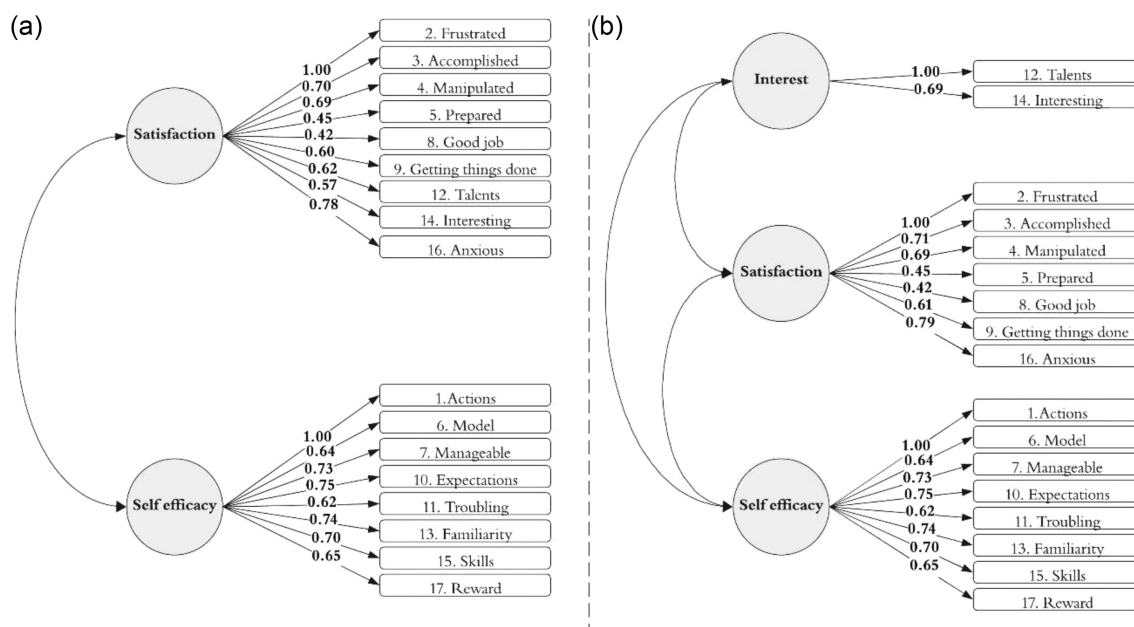 (a)
2. Frustrated
3. Accomplished
4. Manipulated
5. Prepared
8. Good job
9. Getting things done
12. Talents
14. Interesting
16. Anxious
1.00
0.70
0.69
0.45
0.42
0.60
0.62
0.57
0.78
Satisfaction
1.Actions
6. Model
7. Manageable
10. Expectations
11. Troubling
13. Familiarity
15. Skills
17. Reward
1.00
0.64
0.73
0.75
0.62
0.74
0.70
0.65
Self efficacy
(b)
Interest
1.00
0.69
12. Talents
14. Interesting
Satisfaction
1.00
0.71
0.69
0.45
0.42
0.61
0.79
2. Frustrated
3. Accomplished
4. Manipulated
5. Prepared
8. Good job
9. Getting things done
16. Anxious
Self efficacy
1.00
0.64
0.73
0.75
0.62
0.74
0.70
0.65
1.Actions
6. Model
7. Manageable
10. Expectations
11. Troubling
13. Familiarity
15. Skills
17. Reward